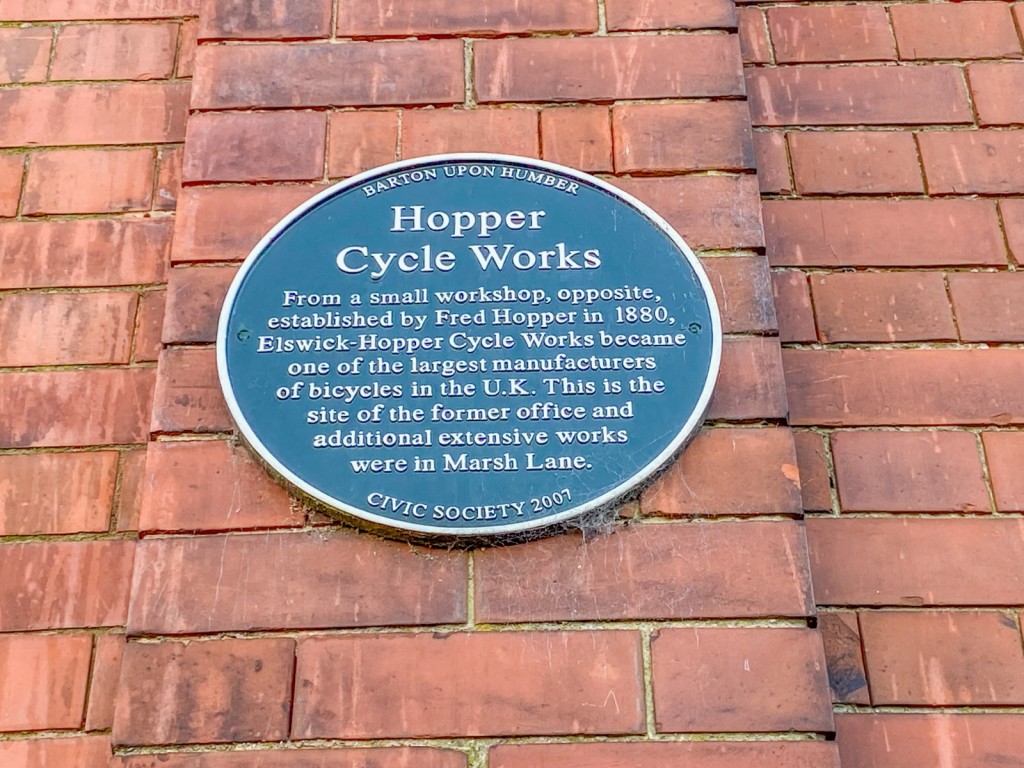 BARTON UPON HUMBER
Hopper
Cycle Works
From a small workshop, opposite,
established by Fred Hopper in 1880,
Elswick-Hopper Cycle Works became
one of the largest manufacturers
of bicycles in the U.K. This is the
site of the former office and
additional extensive works
were in Marsh Lane.
CIVIC SOCIETY 2007